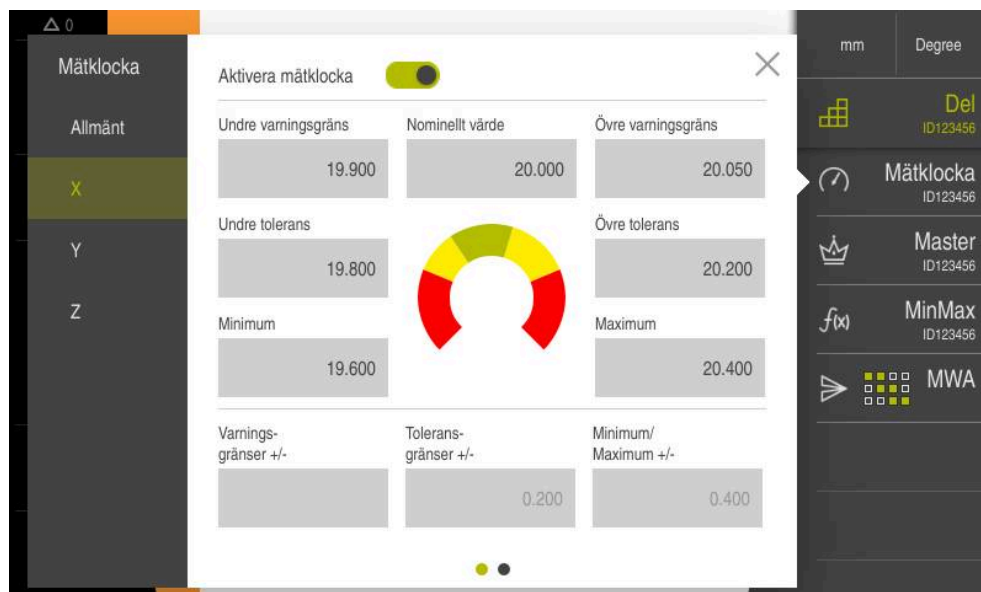 △ 0
Mätklocka
Allmänt
X
Y
Z
Aktivera mätklocka
Undre varningsgräns
Nominellt värde
Övre varningsgräns
19.900
20.000
20.050
Undre tolerans
Övre tolerans
19.800
20.200
Minimum
Maximum
19.600
20.400
Varnings-
gränser +/-
Tolerans-
gränser +/-
Minimum/
Maximum +/-
0.200
0.400
mm
Degree
Del
ID123456
Mätklocka
ID123456
Master
ID123456
f(x)
MinMax
ID123456
MWA